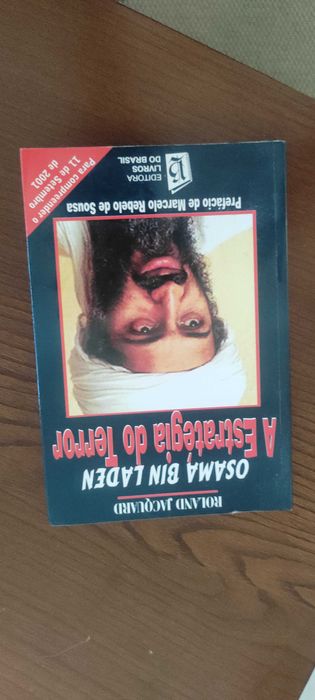 ROLAND JACQUARD
OSAMA BIN LADEN
A Estratégia do Terror
Prefácio de Marcelo Rebelo de Sousa
EDITORA
LIVROS
DO BRASIL
Para compreender o
11 de Setembro
de 2001